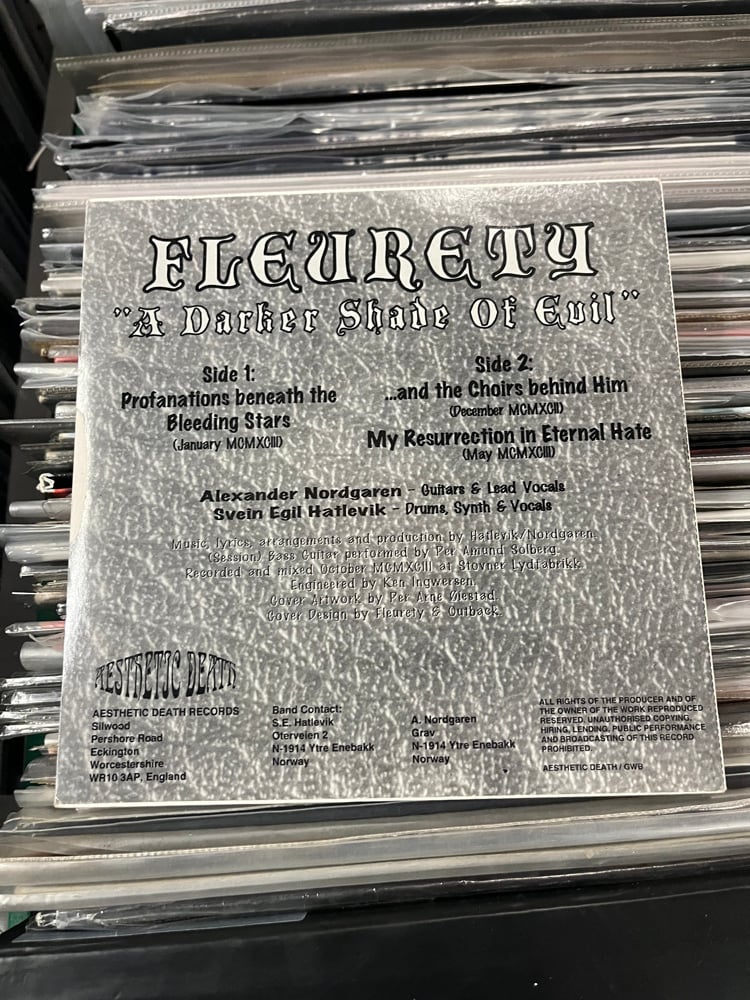 FLEURETY
"A Darker Shade Of Evil"
Side 1:
Profanations beneath the
Bleeding Stars
(January MCMXCIII)
Side 2:
...and the Choirs behind Him
(December MCMXCII)
My Resurrection in Eternal Hate
(May MCMXCIII)
Alexander Nordgaren - Guitars & Lead Vocals
Svein Egil Hatlevik - Drums, Synth & Vocals
Music, lyrics, arrangements and production by Hatlevik/Nordgaren.
(Session) Bass Guitar performed by Per Amund Solberg.
Recorded and mixed October MCMXCIII at Stovner Lydfabrikk.
Engineered by Ken Ingwersen.
Cover Artwork by Per Arne Giestad.
Cover Design by Fleurety & Outback.
AESTHETIC DEATH
AESTHETIC DEATH RECORDS
Silwood
Pershore Road
Eckington
Worcestershire
WR10 3AP, England
Band Contact:
S.E. Hatlevik
Oterveien 2
N-1914 Ytre Enebakk
Norway
A. Nordgaren
Grav
N-1914 Ytre Enebakk
Norway
ALL RIGHTS OF THE PRODUCER AND OF
THE OWNER OF THE WORK REPRODUCED
RESERVED. UNAUTHORISED COPYING,
HIRING, LENDING, PUBLIC PERFORMANCE
AND BROADCASTING OF THIS RECORD
PROHIBITED.
AESTHETIC DEATH / GWB